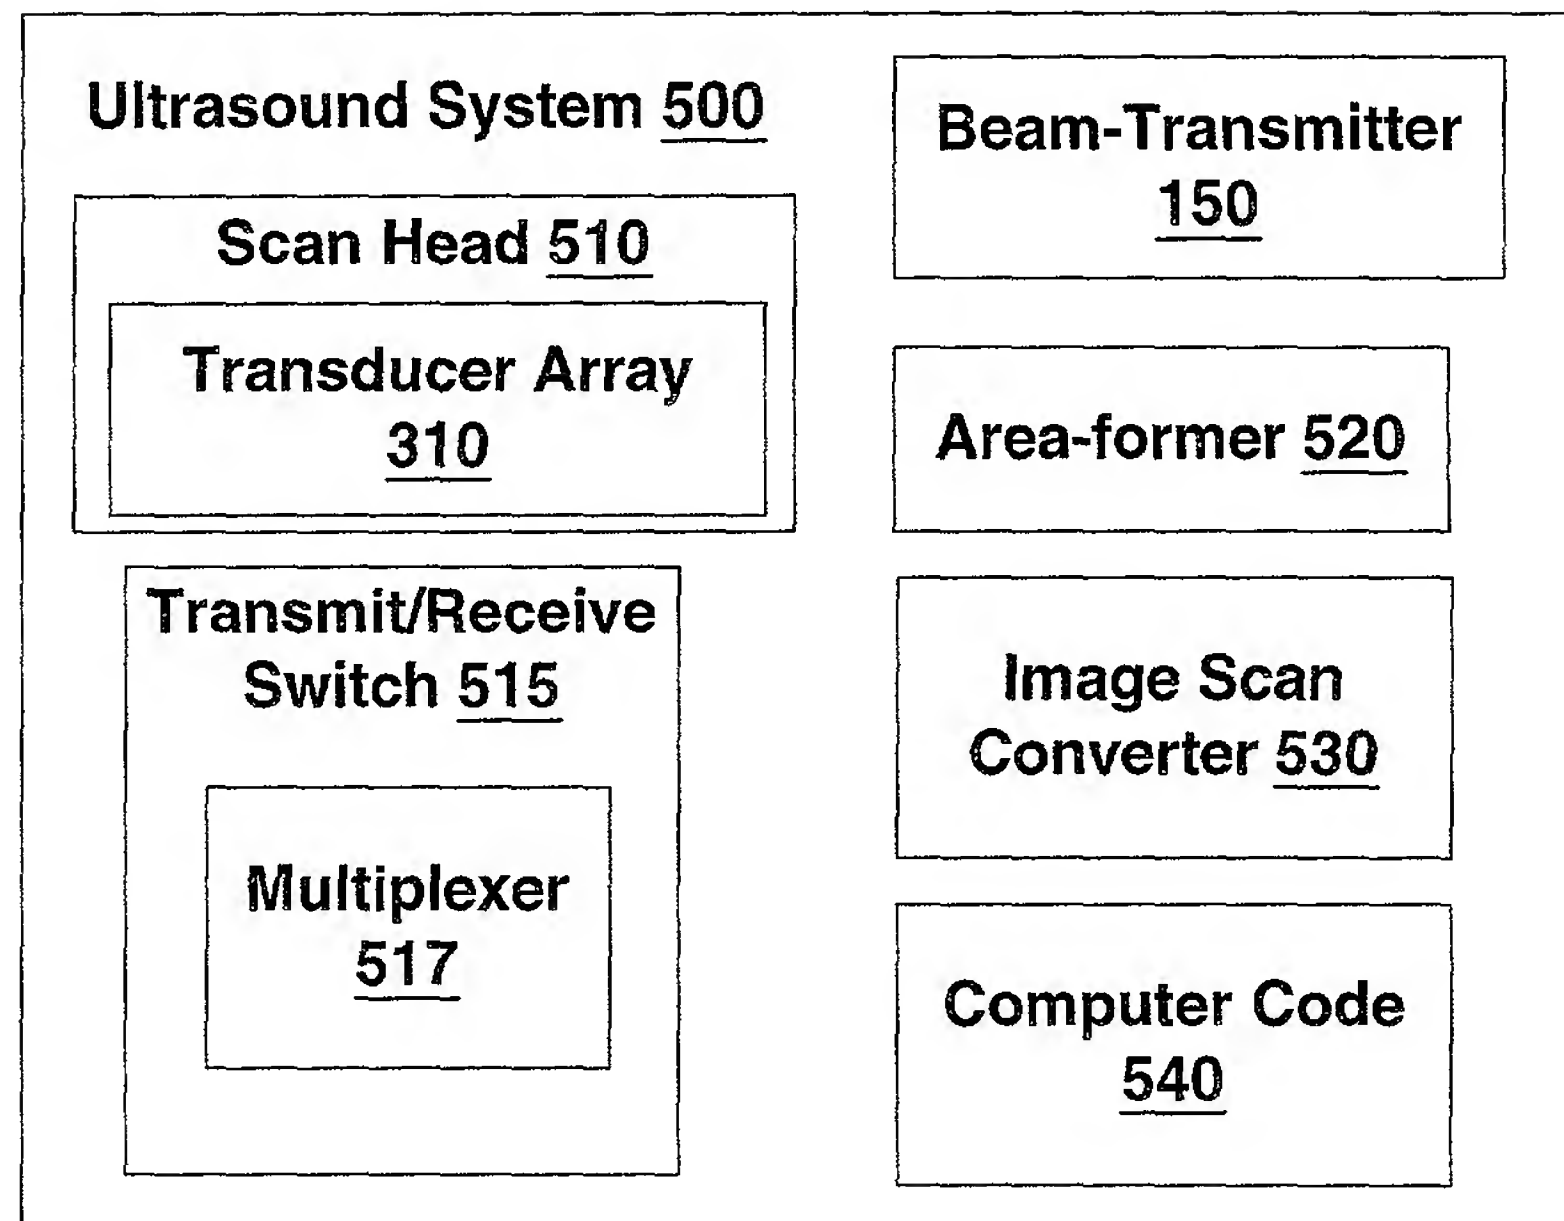 Ultrasound System 500
Scan Head 510
Transducer Array
310
Transmit/Receive
Switch 515
Multiplexer
517
Beam-Transmitter
150
Area-former 520
Image Scan
Converter 530
Computer Code
540